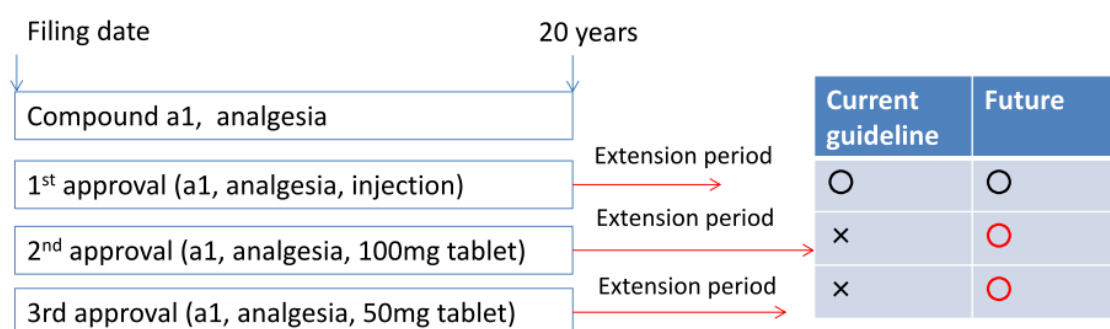 Filing date
20 years
Compound a1, analgesia
Current guideline
Future
Extension period
1st approval (a1, analgesia, injection)
○ ○
Extension period
2nd approval (a1, analgesia, 100mg tablet)
× ○
Extension period
3rd approval (a1, analgesia, 50mg tablet)
× ○